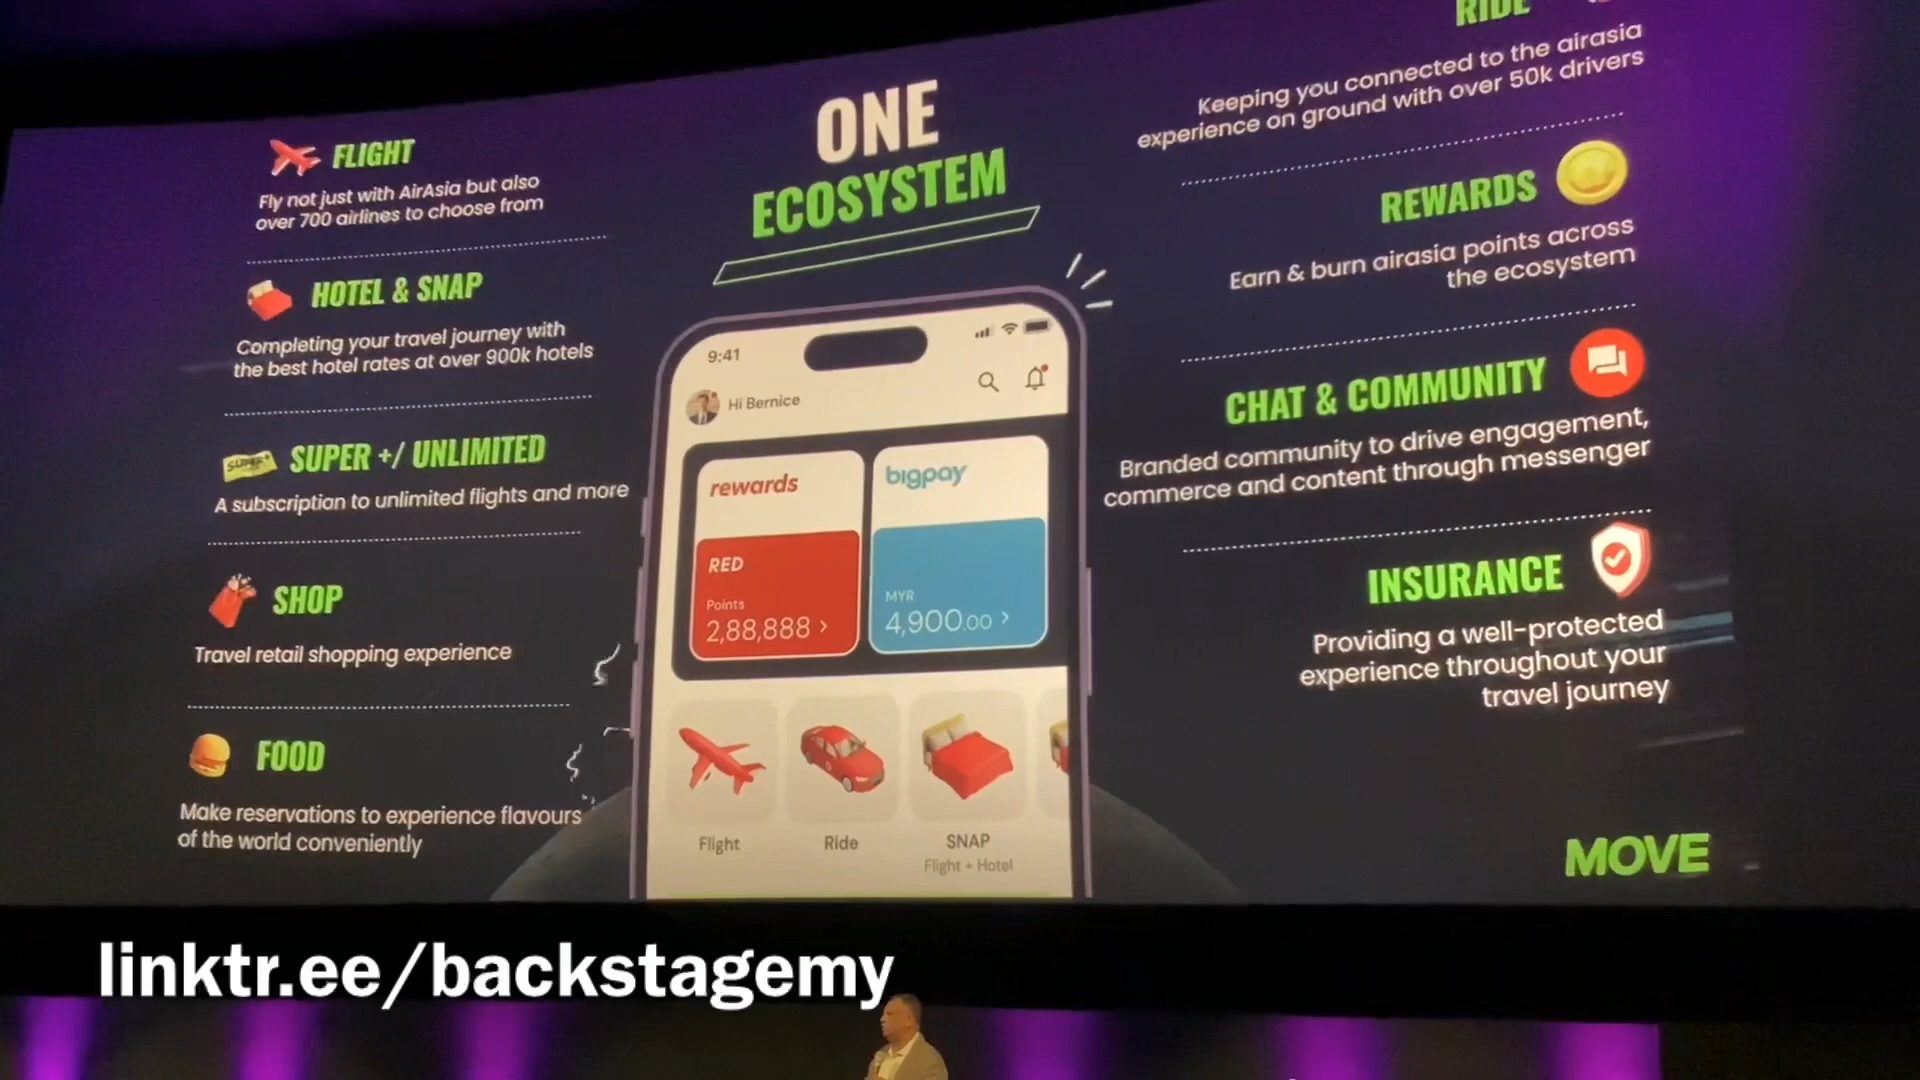 ONE
ECOSYSTEM
FLIGHT
Fly not just with AirAsia but also
over 700 airlines to choose from
HOTEL & SNAP
Completing your travel journey with
the best hotel rates at over 900k hotels
SUPER+
SUPER +/ UNLIMITED
A subscription to unlimited flights and more
SHOP
Travel retail shopping experience
FOOD
Make reservations to experience flavours
of the world conveniently
9:41
Hi Bernice
rewards
RED
Points
2,88,888 >
bigpay
MYR
4,900.00 >
Flight
Ride
SNAP
Flight + Hotel
RIDE
Keeping you connected to the airasia
experience on ground with over 50k drivers
REWARDS
Earn & burn airasia points across
the ecosystem
CHAT & COMMUNITY
Branded community to drive engagement,
commerce and content through messenger
INSURANCE
Providing a well-protected
experience throughout your
travel journey
MOVE
linktr.ee/backstagemy